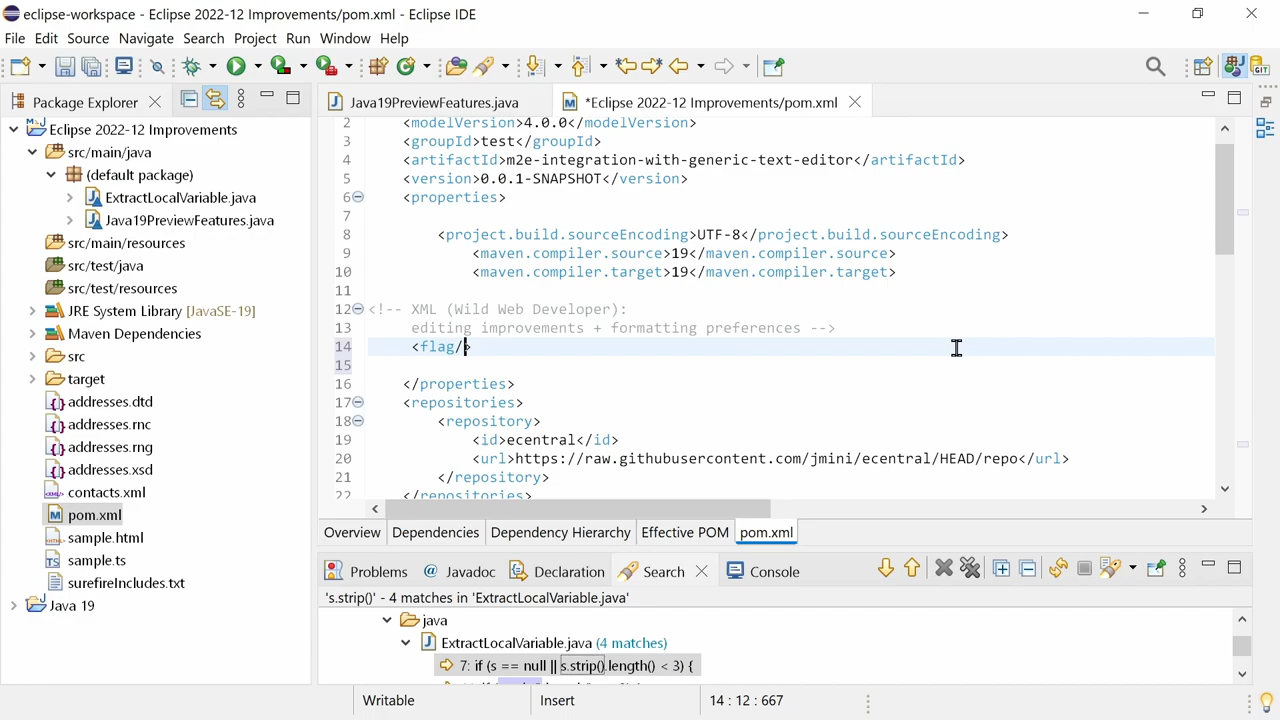 eclipse-workspace - Eclipse 2022-12 Improvements/pom.xml - Eclipse IDE
File Edit Source Navigate Search Project Run Window Help
Package Explorer
Java19PreviewFeatures.java
*Eclipse 2022-12 Improvements/pom.xml
Eclipse 2022-12 Improvements
src/main/java
(default package)
ExtractLocalVariable.java
Java19PreviewFeatures.java
src/main/resources
src/test/java
src/test/resources
JRE System Library [JavaSE-19]
Maven Dependencies
src
target
addresses.dtd
addresses.rnc
addresses.rng
addresses.xsd
contacts.xml
pom.xml
sample.html
sample.ts
surefireIncludes.txt
Java 19
2 <modelVersion>4.0.0</modelVersion>
3 <groupId>test</groupId>
4 <artifactId>m2e-integration-with-generic-text-editor</artifactId>
5 <version>0.0.1-SNAPSHOT</version>
6 <properties>
7
8 <project.build.sourceEncoding>UTF-8</project.build.sourceEncoding>
9 <maven.compiler.source>19</maven.compiler.source>
10 <maven.compiler.target>19</maven.compiler.target>
11
12 <!-- XML (Wild Web Developer):
13 editing improvements + formatting preferences -->
14 <flag/>
15
16 </properties>
17 <repositories>
18 <repository>
19 <id>ecentral</id>
20 <url>https://raw.githubusercontent.com/jmini/ecentral/HEAD/repo</url>
21 </repository>
22 </repositories>
Overview Dependencies Dependency Hierarchy Effective POM pom.xml
Problems Javadoc Declaration Search Console
's.strip()' - 4 matches in 'ExtractLocalVariable.java'
java
ExtractLocalVariable.java (4 matches)
7: if (s == null || s.strip().length() < 3) {
Writable Insert 14 : 12 : 667